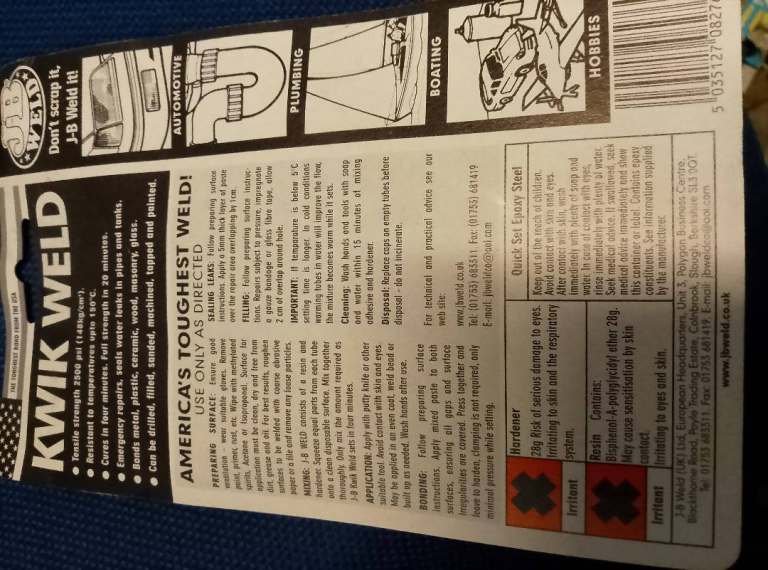 THE TOUGHEST BOND FROM THE USA
KWIK WELD
• Tensile strength 2500 psi (148kg/cm²).
• Resistant to temperatures upto 150°C.
• Cures in four minutes. Full strength in 20 minutes.
• Emergency repairs, seals water leaks in pipes and tanks.
• Bonds metal, plastic, ceramic, wood, masonry, glass.
• Can be drilled, filled, sanded, machined, tapped and painted.
J-B
WELD
Don't scrap it,
J-B Weld it!
AUTOMOTIVE
PLUMBING
BOATING
HOBBIES
AMERICA'S TOUGHEST WELD!
USE ONLY AS DIRECTED
PREPARING SURFACE: Ensure good
ventilation - wear suitable gloves. Remove
paint, primer, rust, etc. Wipe with methylated
spirits, Acetone or Isopropanol. Surface for
application must be clean, dry and free from
dirt, grease and oil. For best results, roughen
surfaces to be welded with coarse abrasive
paper or a file and remove any loose particles.
MIXING: J-B WELD consists of a resin and
hardener. Squeeze equal parts from each tube
onto a clean disposable surface. Mix together
thoroughly. Only mix the amount required as
J-B Kwik Weld sets in four minutes.
APPLICATION: Apply with putty knife or other
suitable tool. Avoid contact with skin and eyes.
May be applied in an even coat, weld bead or
built up as needed. Wash hands after use.
BONDING: Follow preparing surface
instructions. Apply mixed paste to both
surfaces, ensuring all gaps and surface
irregularities are covered. Press together and
leave to harden, clamping is not required, only
minimal pressure while setting.
SEALING LEAKS: Follow preparing surface
instructions. Apply a 5mm thick layer of paste
over the repair area overlapping by 1cm.
FILLING: Follow preparing surface instruc-
tions. Repairs subject to pressure, impregnate
a gauze bandage or glass fibre tape, allow
2 cm of overlap around hole.
IMPORTANT: If temperature is below 5°C
setting time is longer. In cold conditions
warming tubes in water will improve the flow,
the mixture becomes warm while it sets.
Cleaning: Wash hands and tools with soap
and water within 15 minutes of mixing
adhesive and hardener.
Disposal: Replace caps on empty tubes before
disposal - do not incinerate.
For technical and practical advice see our
web site:
www.jbweld.co.uk
Tel: (01753) 683511 Fax: (01753) 681419
E-mail: jbweldco@aol.com
Hardener
28g Risk of serious damage to eyes.
Irritating to skin and the respiratory
system.
Irritant
Resin Contains:
Bisphenol-A-polyglycidyl ether 28g.
May cause sensitisation by skin
contact.
Irritating to eyes and skin.
Irritant
Quick Set Epoxy Steel
Keep out of the reach of children.
Avoid contact with skin and eyes.
After contact with skin, wash
immediately with plenty of soap and
water. In case of contact with eyes,
rinse immediately with plenty of water.
Seek medical advice. If swallowed, seek
medical advice immediately and show
this container or label. Contains epoxy
constituents. See information supplied
by the manufacturer.
J-B Weld (UK) Ltd, European Headquarters, Unit 3, Polygon Business Centre,
Blackthorne Road, Poyle Trading Estate, Colnbrook, Slough, Berkshire SL3 0QT.
Tel: 01753 683511 Fax: 01753 681419 E-mail: jbweldco@aol.com
www.jbweld.co.uk
5 035127 0827